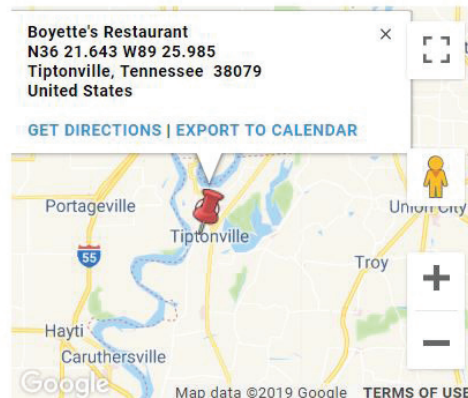 Boyette's Restaurant
N36 21.643 W89 25.985
Tiptonville, Tennessee 38079
United States
GET DIRECTIONS | EXPORT TO CALENDAR
Portageville
Union City
Tiptonville
55
Troy
Hayti
Caruthersville
Google
Map data ©2019 Google TERMS OF USE